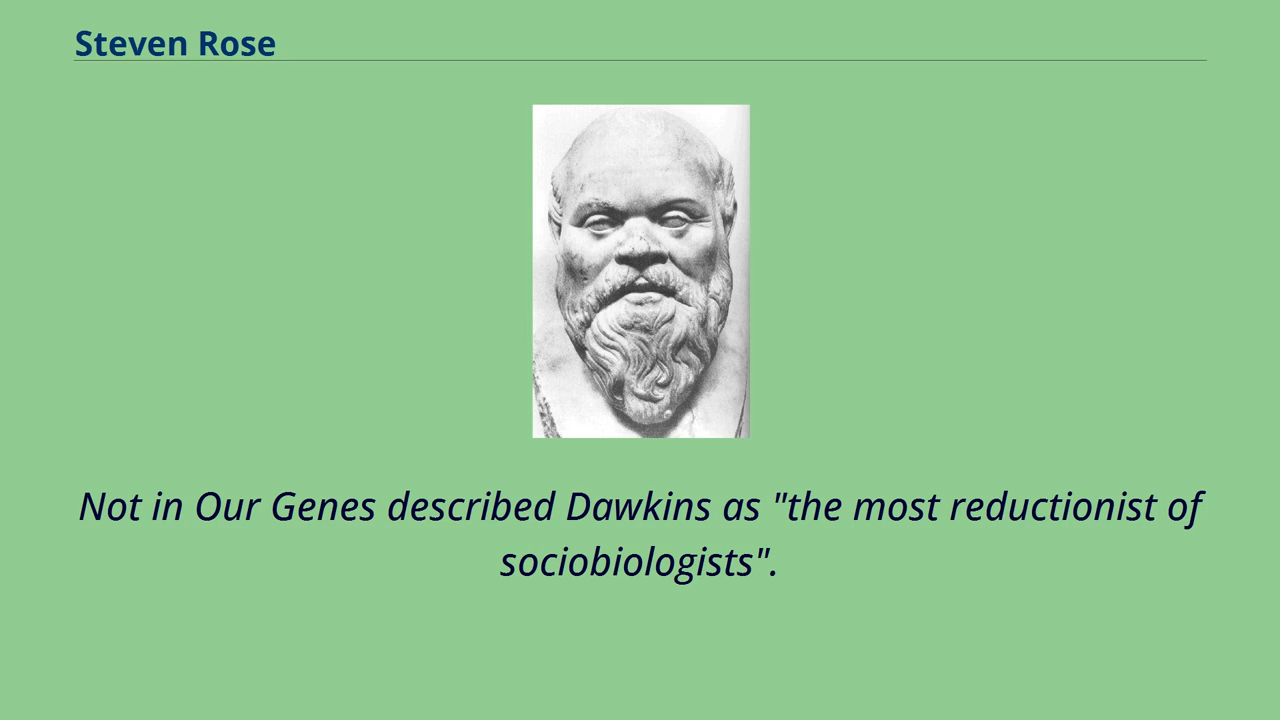 Steven Rose
Not in Our Genes described Dawkins as "the most reductionist of
sociobiologists".